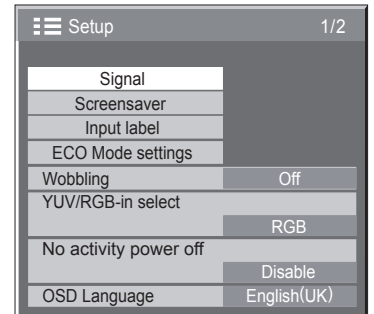 Setup 1/2
Signal
Screensaver
Input label
ECO Mode settings
Wobbling Off
YUV/RGB-in select
RGB
No activity power off
Disable
OSD Language English(UK)